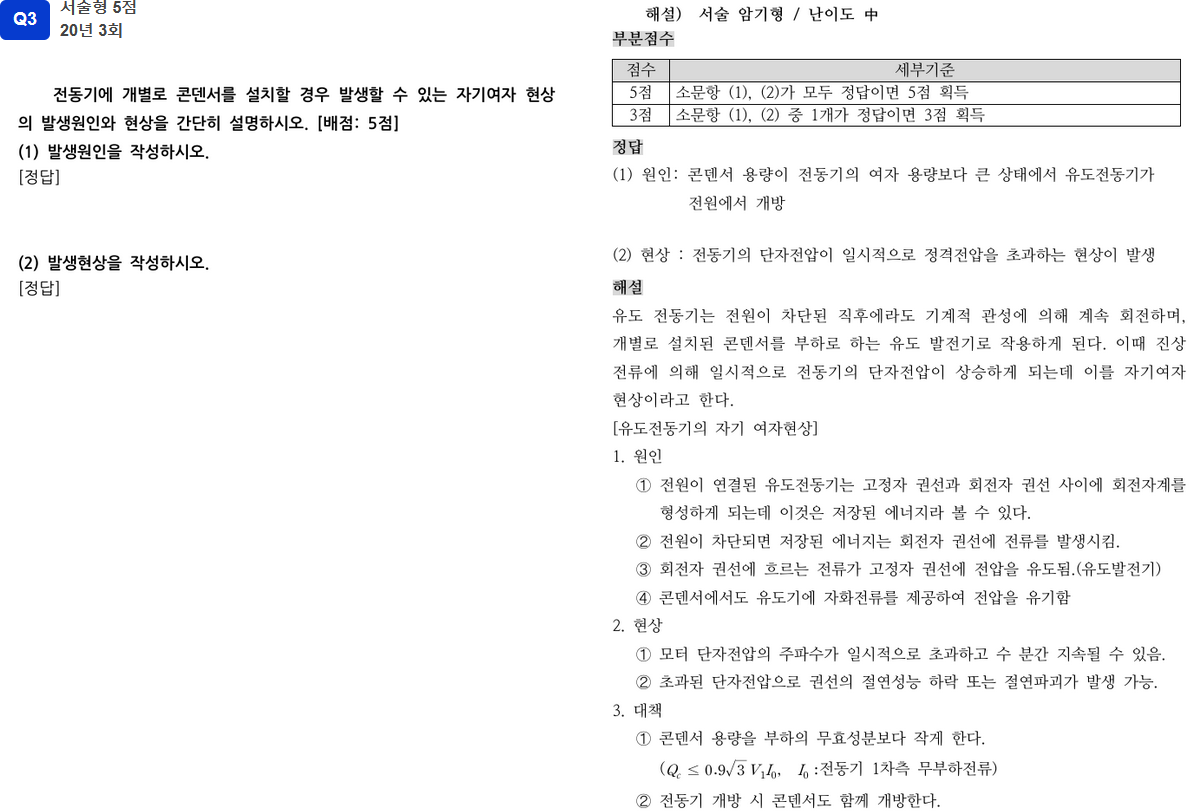 Q3
서술형 5점
20년 3회
전동기에 개별로 콘덴서를 설치할 경우 발생할 수 있는 자기여자 현상
의 발생원인와 현상을 간단히 설명하시오. [배점: 5점]
(1) 발생원인을 작성하시오.
[정답]
(2) 발생현상을 작성하시오.
[정답]
해설) 서술 암기형 / 난이도 中
부분점수
점수 세부기준
5점 소문항 (1), (2)가 모두 정답이면 5점 획득
3점 소문항 (1), (2) 중 1개가 정답이면 3점 획득
정답
(1) 원인: 콘덴서 용량이 전동기의 여자 용량보다 큰 상태에서 유도전동기가
전원에서 개방
(2) 현상 : 전동기의 단자전압이 일시적으로 정격전압을 초과하는 현상이 발생
해설
유도 전동기는 전원이 차단된 직후에라도 기계적 관성에 의해 계속 회전하며,
개별로 설치된 콘덴서를 부하로 하는 유도 발전기로 작용하게 된다. 이때 진상
전류에 의해 일시적으로 전동기의 단자전압이 상승하게 되는데 이를 자기여자
현상이라고 한다.
[유도전동기의 자기 여자현상]
1. 원인
① 전원이 연결된 유도전동기는 고정자 권선과 회전자 권선 사이에 회전자계를
형성하게 되는데 이것은 저장된 에너지라 볼 수 있다.
② 전원이 차단되면 저장된 에너지는 회전자 권선에 전류를 발생시킴.
③ 회전자 권선에 흐르는 전류가 고정자 권선에 전압을 유도됨.(유도발전기)
④ 콘덴서에서도 유도기에 자화전류를 제공하여 전압을 유기함
2. 현상
① 모터 단자전압의 주파수가 일시적으로 초과하고 수 분간 지속될 수 있음.
② 초과된 단자전압으로 권선의 절연성능 하락 또는 절연파괴가 발생 가능.
3. 대책
① 콘덴서 용량을 부하의 무효성분보다 작게 한다.
(Q_c ≤ 0.9√3 V₁I₀, I₀ :전동기 1차측 무부하전류)
② 전동기 개방 시 콘덴서도 함께 개방한다.